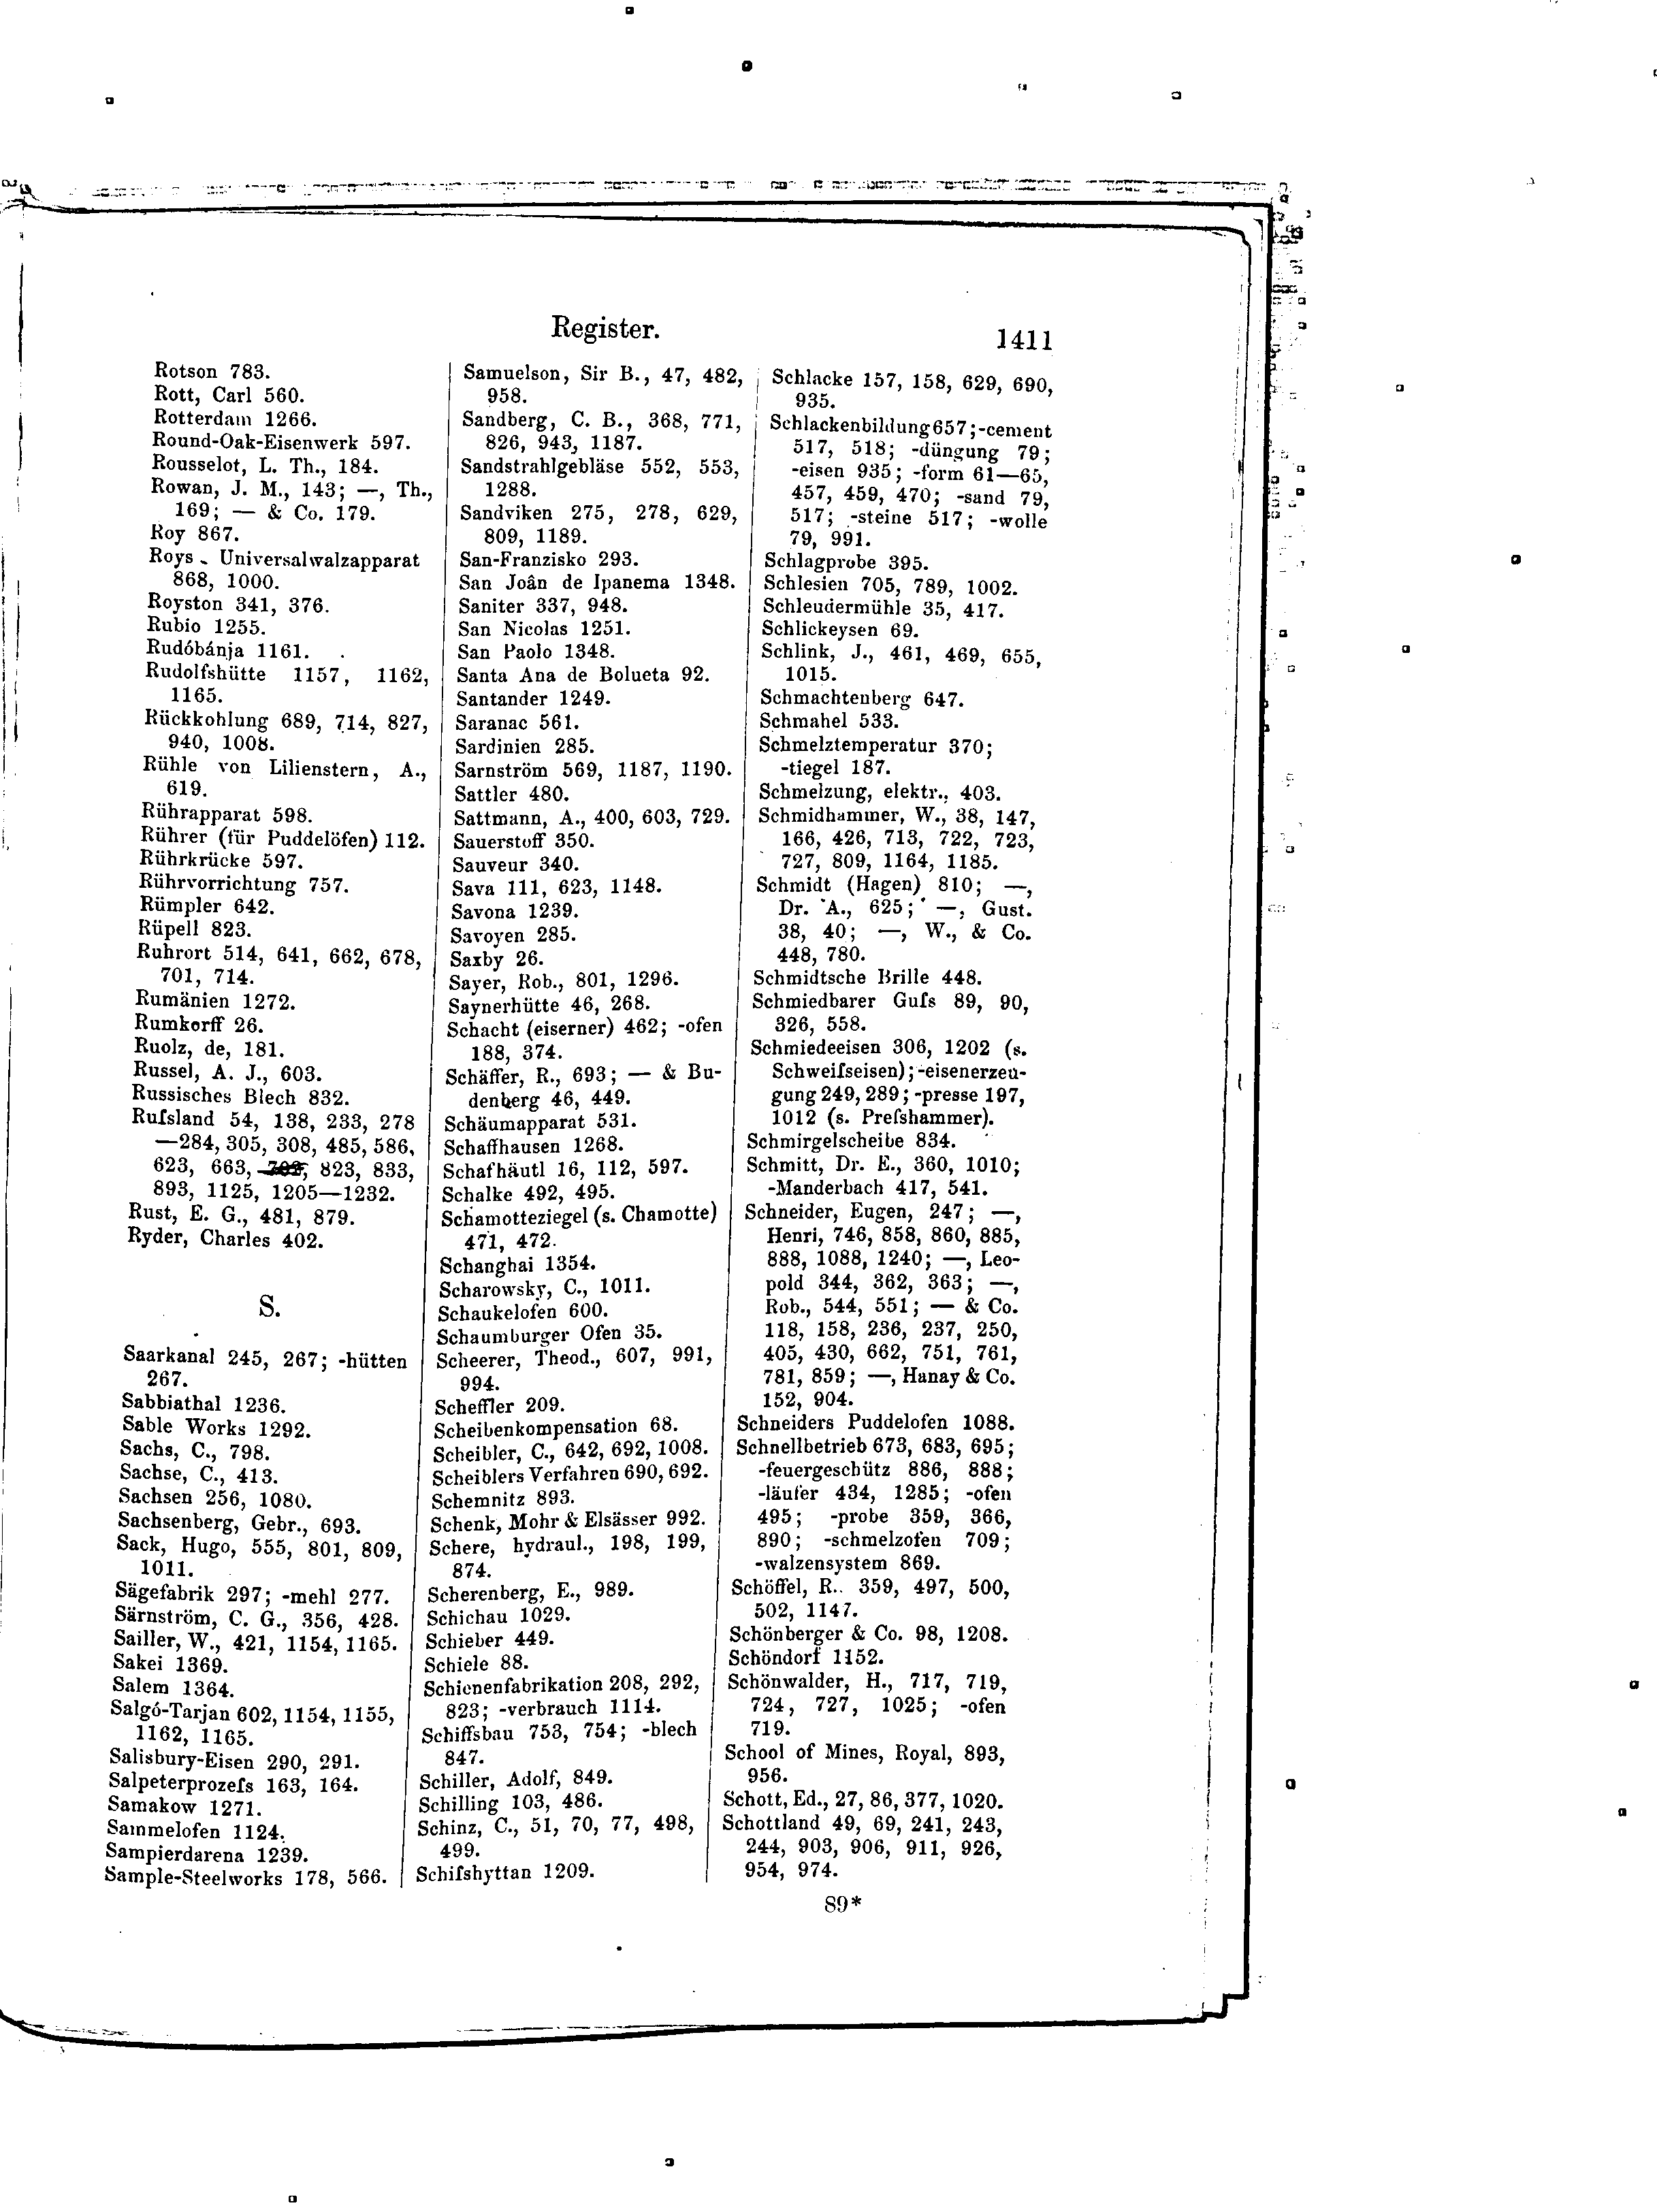 Register.
1411
Rotson 783.
Rott, Carl 560.
Rotterdam 1266.
Round-Oak-Eisenwerk 597.
Rousselot, L. Th., 184.
Rowan, J. M., 143; —, Th.,
169; — & Co. 179.
Roy 867.
Roys - Universalwalzapparat
868, 1000.
Royston 341, 376.
Rubio 1255.
Rudóbánja 1161.
Rudolfshütte 1157, 1162,
1165.
Rückkohlung 689, 714, 827,
940, 1008.
Rühle von Lilienstern, A.,
619.
Rührapparat 598.
Rührer (für Puddelöfen) 112.
Rührkrücke 597.
Rührvorrichtung 757.
Rümpler 642.
Rüpell 823.
Ruhrort 514, 641, 662, 678,
701, 714.
Rumänien 1272.
Rumkorff 26.
Ruolz, de, 181.
Russel, A. J., 603.
Russisches Blech 832.
Ruſsland 54, 138, 233, 278
—284, 305, 308, 485, 586,
623, 663, 823, 833,
893, 1125, 1205—1232.
Rust, E. G., 481, 879.
Ryder, Charles 402.
S.
Saarkanal 245, 267; -hütten
267.
Sabbiathal 1236.
Sable Works 1292.
Sachs, C., 798.
Sachse, C., 413.
Sachsen 256, 1080.
Sachsenberg, Gebr., 693.
Sack, Hugo, 555, 801, 809,
1011.
Sägefabrik 297; -mehl 277.
Särnström, C. G., 356, 428.
Sailler, W., 421, 1154, 1165.
Sakei 1369.
Salem 1364.
Salgó-Tarjan 602, 1154, 1155,
1162, 1165.
Salisbury-Eisen 290, 291.
Salpeterprozeſs 163, 164.
Samakow 1271.
Sammelofen 1124.
Sampierdarena 1239.
Sample-Steelworks 178, 566.
Samuelson, Sir B., 47, 482,
958.
Sandberg, C. B., 368, 771,
826, 943, 1187.
Sandstrahlgebläse 552, 553,
1288.
Sandviken 275, 278, 629,
809, 1189.
San-Franzisko 293.
San Joân de Ipanema 1348.
Saniter 337, 948.
San Nicolas 1251.
San Paolo 1348.
Santa Ana de Bolueta 92.
Santander 1249.
Saranac 561.
Sardinien 285.
Sarnström 569, 1187, 1190.
Sattler 480.
Sattmann, A., 400, 603, 729.
Sauerstoff 350.
Sauveur 340.
Sava 111, 623, 1148.
Savona 1239.
Savoyen 285.
Saxby 26.
Sayer, Rob., 801, 1296.
Saynerhütte 46, 268.
Schacht (eiserner) 462; -ofen
188, 374.
Schäffer, R., 693; — & Bu-
denberg 46, 449.
Schäumapparat 531.
Schaffhausen 1268.
Schafhäutl 16, 112, 597.
Schalke 492, 495.
Schamotteziegel (s. Chamotte)
471, 472.
Schanghai 1354.
Scharowsky, C., 1011.
Schaukelofen 600.
Schaumburger Ofen 35.
Scheerer, Theod., 607, 991,
994.
Scheffler 209.
Scheibenkompensation 68.
Scheibler, C., 642, 692, 1008.
Scheiblers Verfahren 690, 692.
Schemnitz 893.
Schenk, Mohr & Elsässer 992.
Schere, hydraul., 198, 199,
874.
Scherenberg, E., 989.
Schichau 1029.
Schieber 449.
Schiele 88.
Schienenfabrikation 208, 292,
823; -verbrauch 1114.
Schiffsbau 753, 754; -blech
847.
Schiller, Adolf, 849.
Schilling 103, 486.
Schinz, C., 51, 70, 77, 498,
499.
Schiſshyttan 1209.
Schlacke 157, 158, 629, 690,
935.
Schlackenbildung 657; -cement
517, 518; -düngung 79;
-eisen 935; -form 61—65,
457, 459, 470; -sand 79,
517; -steine 517; -wolle
79, 991.
Schlagprobe 395.
Schlesien 705, 789, 1002.
Schleudermühle 35, 417.
Schlickeysen 69.
Schlink, J., 461, 469, 655,
1015.
Schmachtenberg 647.
Schmahel 533.
Schmelztemperatur 370;
-tiegel 187.
Schmelzung, elektr., 403.
Schmidhammer, W., 38, 147,
166, 426, 713, 722, 723,
727, 809, 1164, 1185.
Schmidt (Hagen) 810; —,
Dr. A., 625; —, Gust.
38, 40; —, W., & Co.
448, 780.
Schmidtsche Brille 448.
Schmiedbarer Guſs 89, 90,
326, 558.
Schmiedeeisen 306, 1202 (s.
Schweiſseisen); -eisenerzeu-
gung 249, 289; -presse 197,
1012 (s. Preſshammer).
Schmirgelscheibe 834.
Schmitt, Dr. E., 360, 1010;
-Manderbach 417, 541.
Schneider, Eugen, 247; —,
Henri, 746, 858, 860, 885,
888, 1088, 1240; —, Leo-
pold 344, 362, 363; —,
Rob., 544, 551; — & Co.
118, 158, 236, 237, 250,
405, 430, 662, 751, 761,
781, 859; —, Hanay & Co.
152, 904.
Schneiders Puddelofen 1088.
Schnellbetrieb 673, 683, 695;
-feuergeschütz 886, 888;
-läufer 434, 1285; -ofen
495; -probe 359, 366,
890; -schmelzofen 709;
-walzensystem 869.
Schöffel, R.. 359, 497, 500,
502, 1147.
Schönberger & Co. 98, 1208.
Schöndorf 1152.
Schönwalder, H., 717, 719,
724, 727, 1025; -ofen
719.
School of Mines, Royal, 893,
956.
Schott, Ed., 27, 86, 377, 1020.
Schottland 49, 69, 241, 243,
244, 903, 906, 911, 926,
954, 974.
89*